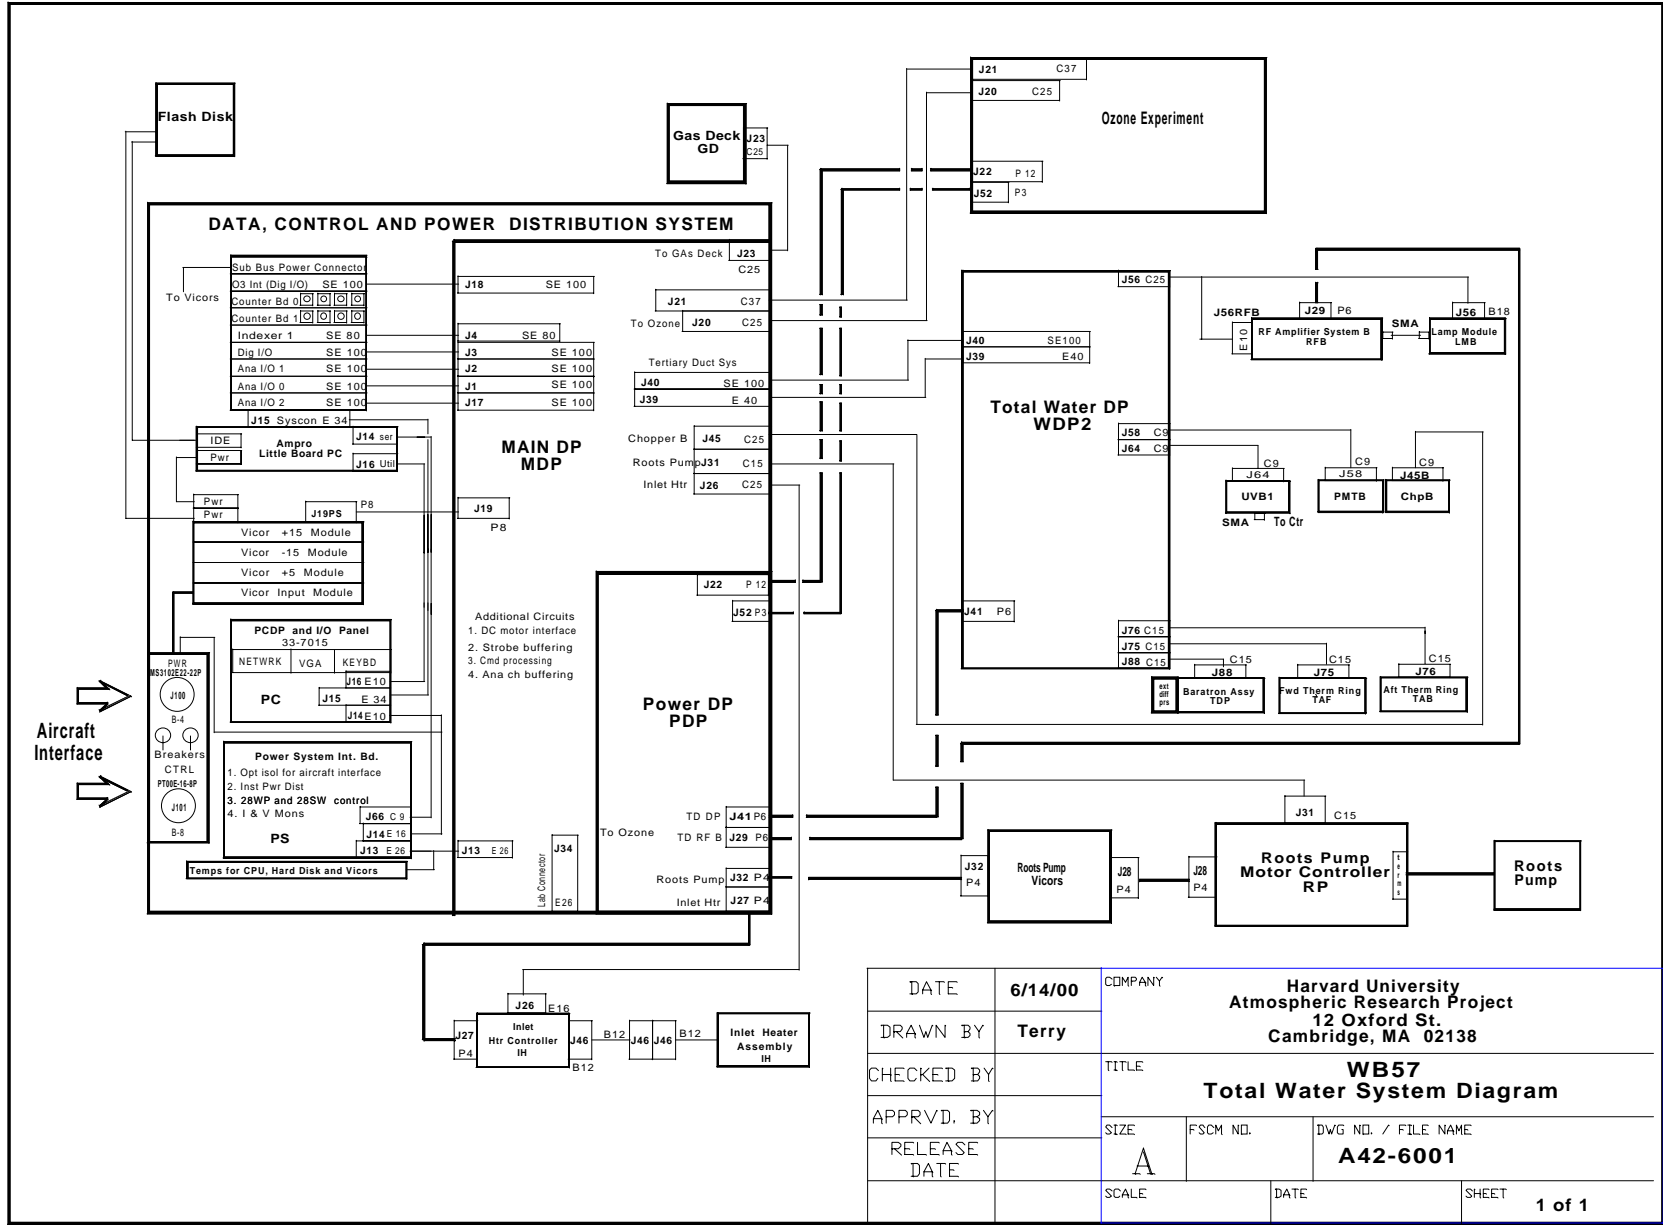 Flash Disk
Gas Deck
GD
J23
C25
J21 C37
J20 C25
Ozone Experiment
J22 P 12
J52 P3
DATA, CONTROL AND POWER DISTRIBUTION SYSTEM
Sub Bus Power Connector
O3 Int (Dig I/O) SE 100
Counter Bd 0
Counter Bd 1
Indexer 1 SE 80
Dig I/O SE 100
Ana I/O 1 SE 100
Ana I/O 0 SE 100
Ana I/O 2 SE 100
To Vicors
J15 Syscon E 34
IDE
Pwr
Ampro
Little Board PC
J14 ser
J16 Util
Pwr
Pwr
J19PS
P8
Vicor +15 Module
Vicor -15 Module
Vicor +5 Module
Vicor Input Module
PCDP and I/O Panel
33-7015
NETWRK VGA KEYBD
PC
J16 E10
J15 E 34
J14 E10
PWR
MS3102E22-22P
J100
B-4
Breakers
CTRL
PT00E-16-8P
J101
B-8
Aircraft
Interface
Power System Int. Bd.
1. Opt isol for aircraft interface
2. Inst Pwr Dist
3. 28WP and 28SW control
4. I & V Mons
PS
J66 C 9
J14 E 16
J13 E 26
Temps for CPU, Hard Disk and Vicors
J18 SE 100
J4 SE 80
J3 SE 100
J2 SE 100
J1 SE 100
J17 SE 100
MAIN DP
MDP
J19
P8
Additional Circuits
1. DC motor interface
2. Strobe buffering
3. Cmd processing
4. Ana ch buffering
J13 E 26
Lab Connector
J34
E26
To GAs Deck J23
C25
J21 C37
To Ozone J20 C25
Tertiary Duct Sys
J40 SE 100
J39 E 40
Chopper B J45 C25
Roots Pump J31 C15
Inlet Htr J26 C25
J22 P 12
J52 P3
Power DP
PDP
TD DP J41 P6
To Ozone
TD RF B J29 P6
Roots Pump J32 P4
Inlet Htr J27 P4
J56 C25
J40 SE100
J39 E40
Total Water DP
WDP2
J58 C9
J64 C9
J41 P6
J76 C15
J75 C15
J88 C15
J56RFB
E10
J29 P6
RF Amplifier System B
RFB
SMA
J56 B18
Lamp Module
LMB
C9
J64
UVB1
SMA To Ctr
C9
J58
PMTB
C9
J45B
ChpB
ext
diff
prs
C15
J88
Baratron Assy
TDP
C15
J75
Fwd Therm Ring
TAF
C15
J76
Aft Therm Ring
TAB
J32
P4
Roots Pump
Vicors
J28
P4
J28
P4
J31 C15
Roots Pump
Motor Controller
RP
terms
Roots
Pump
J26 E16
J27
P4
Inlet
Htr Controller
IH
J46
B12
B12
J46 J46
B12
Inlet Heater
Assembly
IH
DATE 6/14/00
DRAWN BY Terry
CHECKED BY
APPRVD. BY
RELEASE
DATE
COMPANY
Harvard University
Atmospheric Research Project
12 Oxford St.
Cambridge, MA 02138
TITLE
WB57
Total Water System Diagram
SIZE
A
FSCM NO.
DWG NO. / FILE NAME
A42-6001
SCALE
DATE
SHEET 1 of 1